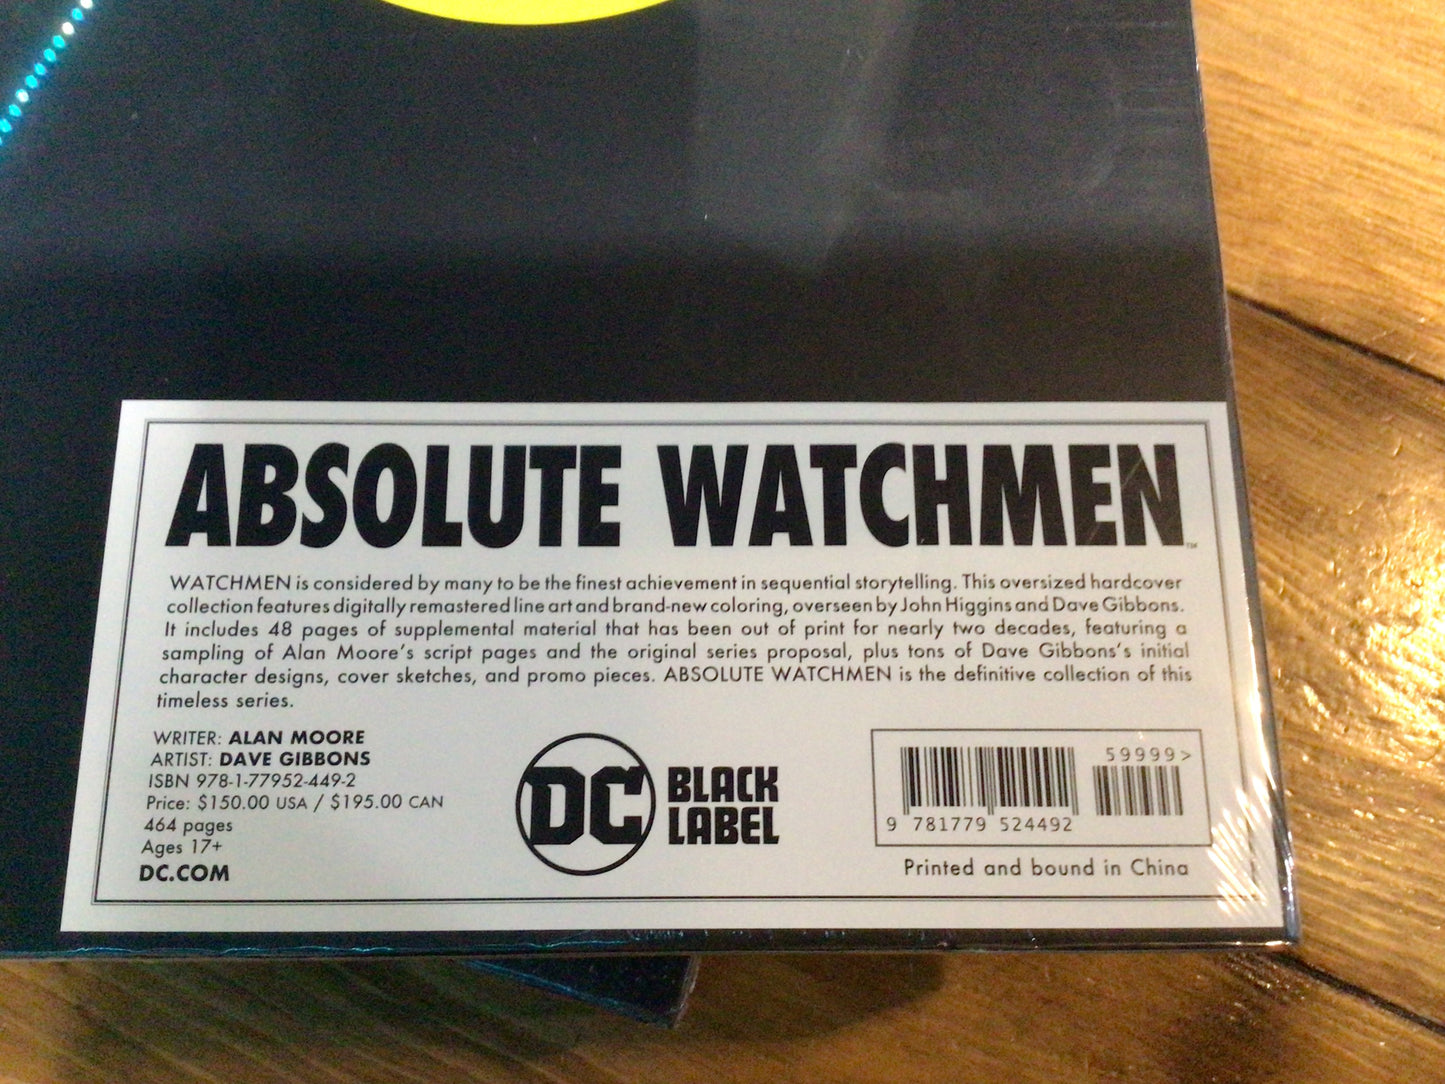 ABSOLUTE WATCHMEN™
WATCHMEN is considered by many to be the finest achievement in sequential storytelling. This oversized hardcover
collection features digitally remastered line art and brand-new coloring, overseen by John Higgins and Dave Gibbons.
It includes 48 pages of supplemental material that has been out of print for nearly two decades, featuring a
sampling of Alan Moore's script pages and the original series proposal, plus tons of Dave Gibbons's initial
character designs, cover sketches, and promo pieces. ABSOLUTE WATCHMEN is the definitive collection of this
timeless series.
WRITER: ALAN MOORE
ARTIST: DAVE GIBBONS
ISBN 978-1-77952-449-2
Price: $150.00 USA / $195.00 CAN
464 pages
Ages 17+
DC.COM
DC
BLACK
LABEL
59999>
9 781779 524492
Printed and bound in China